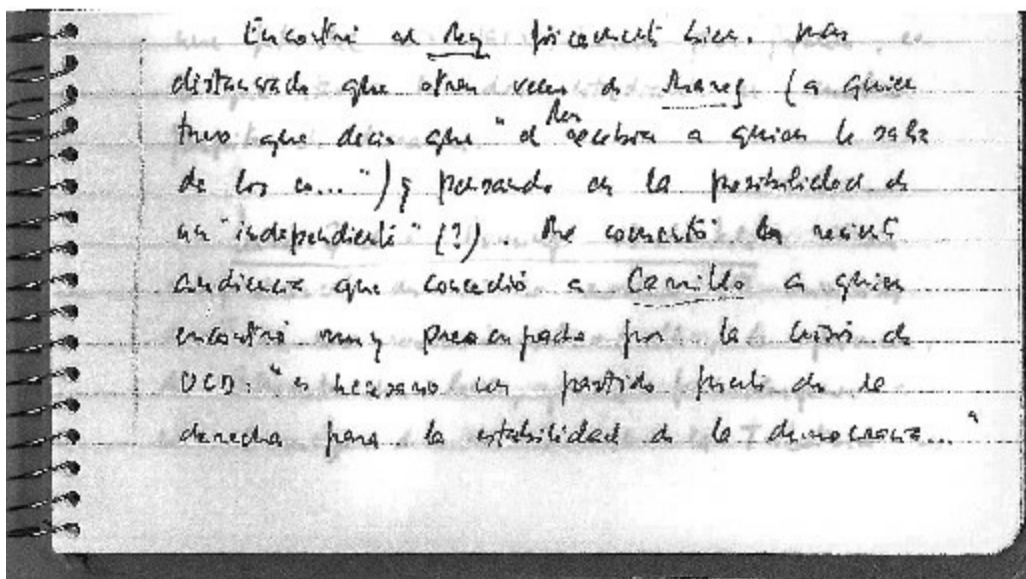 Encontré al Rey físicamente bien. más
distanciado que otras veces de Suárez (a quien
tuvo que decir que "el Rey recibía a quien le salía
de los co...") y pensando en la posibilidad de
un "independiente" (?) Me comentó la reciente
audiencia que concedió a Carrillo a quien
encontró muy preocupado por la crisis de
UCD: "es necesario un partido fuerte de la
derecha para la estabilidad de la democracia..."